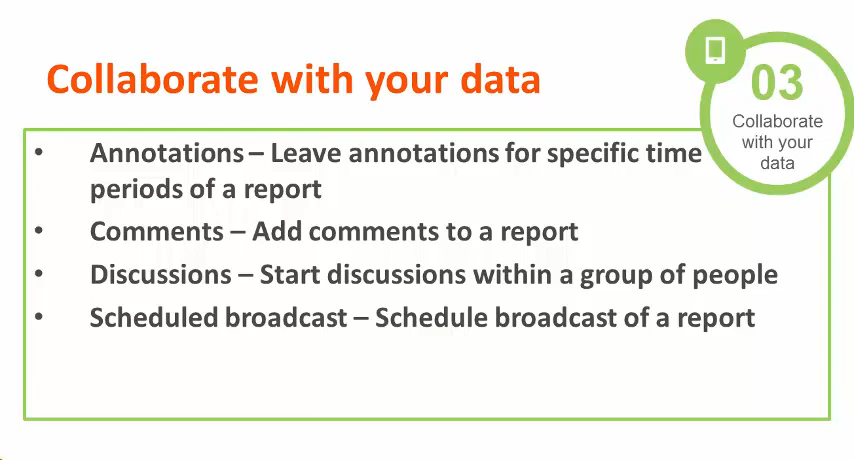 Collaborate with your data
03
Collaborate
with your
data
• Annotations – Leave annotations for specific time
periods of a report
• Comments – Add comments to a report
• Discussions – Start discussions within a group of people
• Scheduled broadcast – Schedule broadcast of a report